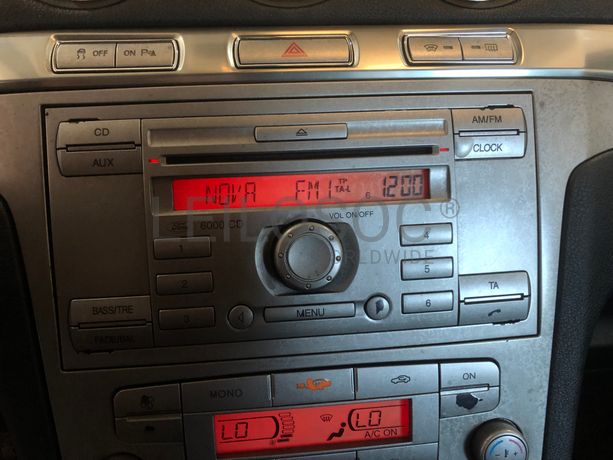 OFF ON P
CD
AUX
AM/FM
CLOCK
NOVA FM1 TP TA-L 6 12:00
LEILOSOC®
WORLDWIDE
6000 CD
VOL ON/OFF
1
2
3
4
5
6
BASS/TRE
FADE/BAL
MENU
TA
MONO
ON
LO LO
A/C ON